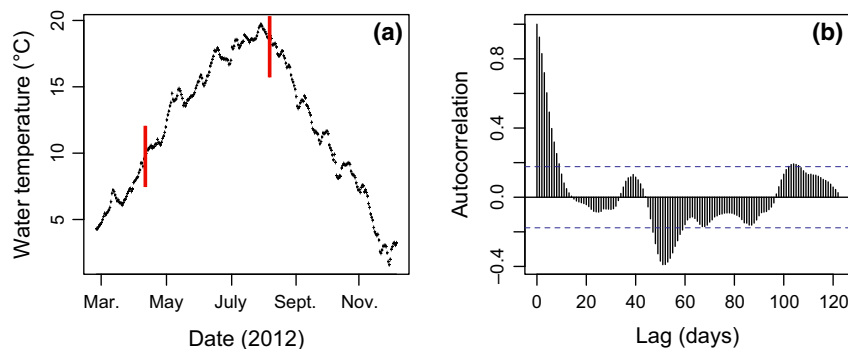 (a)
Water temperature (°C)
20
15
10
5
Mar.
May
July
Sept.
Nov.
Date (2012)
(b)
Autocorrelation
0.8
0.4
0.0
−0.4
0
20
40
60
80
100
120
Lag (days)